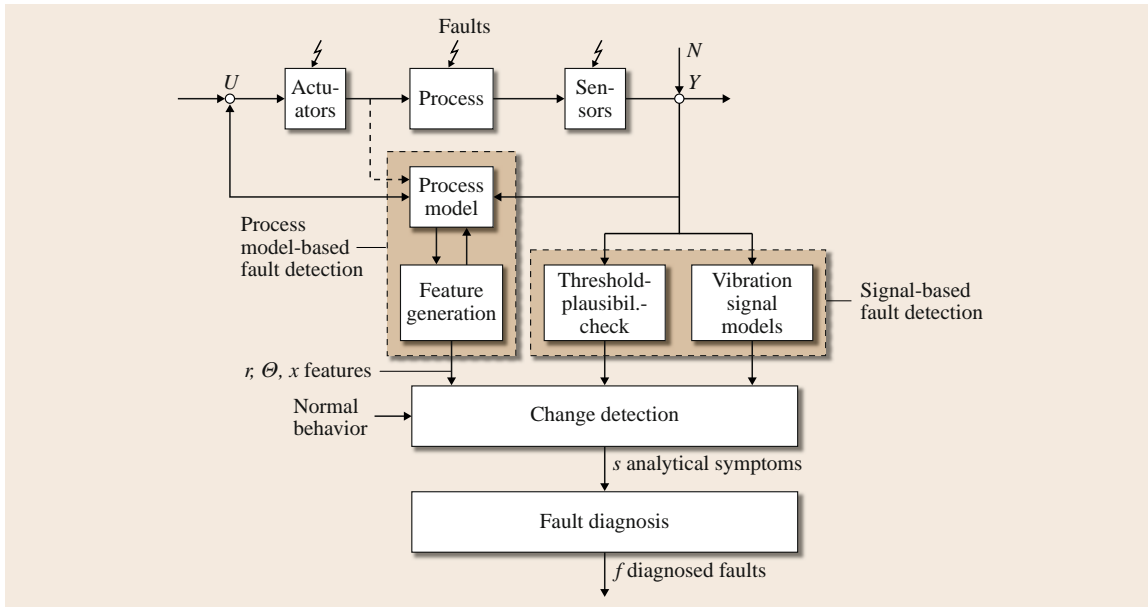 Faults
N
U
Actu-
ators
Process
Sen-
sors
Y
Process
model
Process
model-based
fault detection
Feature
generation
Threshold-
plausibil.-
check
Vibration
signal
models
Signal-based
fault detection
r, Θ, x features
Normal
behavior
Change detection
s analytical symptoms
Fault diagnosis
f diagnosed faults